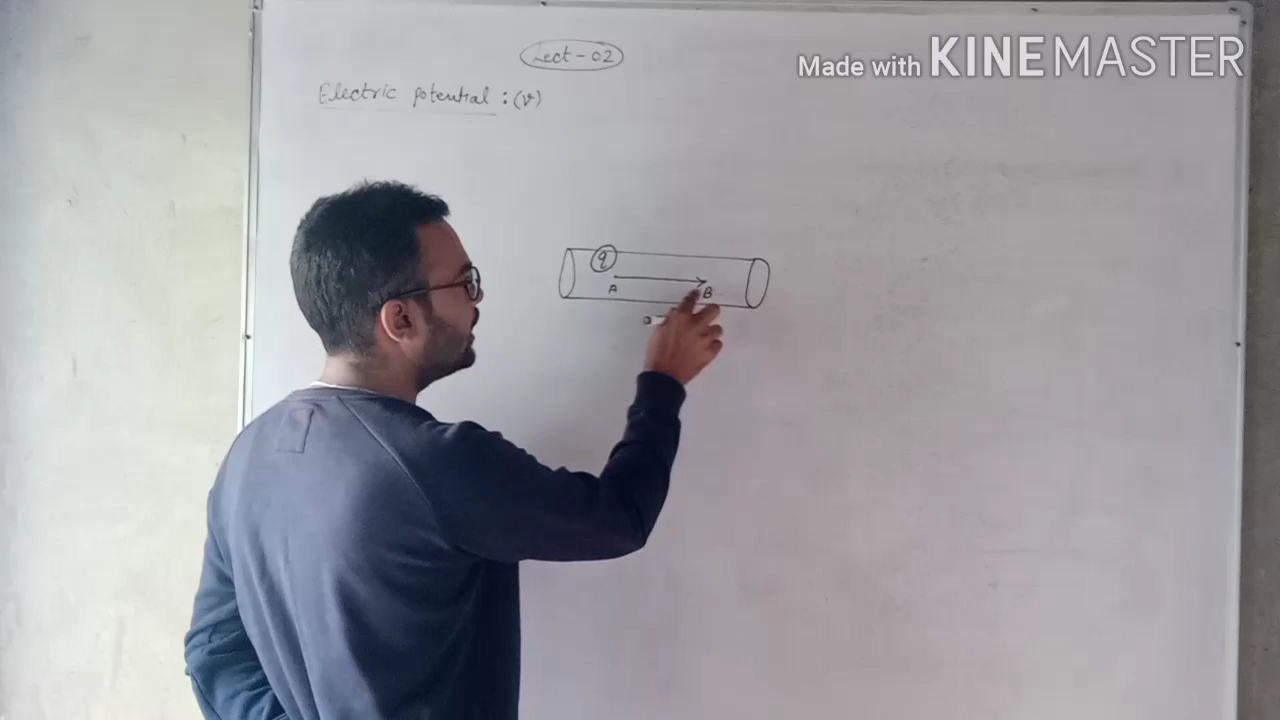 Lect-02
Made with KINEMASTER
Electric potential : (V)
q
A
B